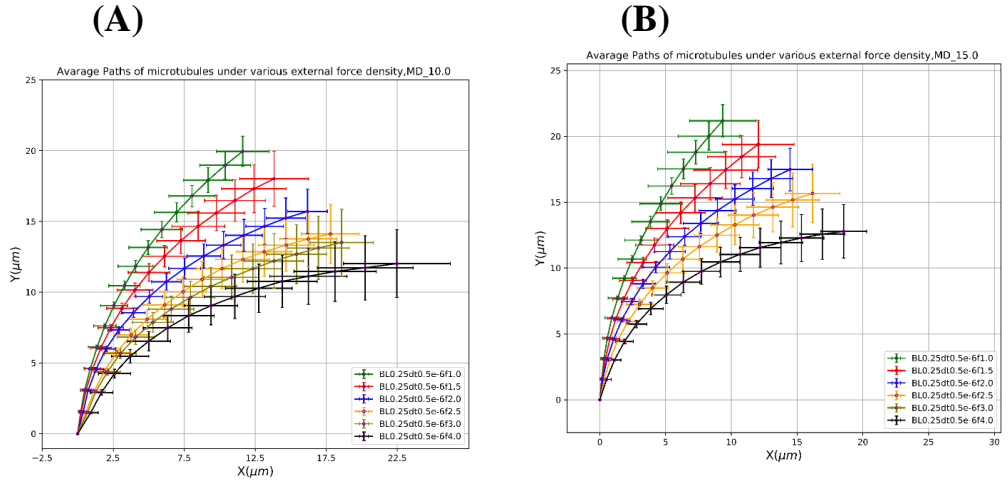 (A)
(B)
Avarage Paths of microtubules under various external force density,MD_10.0
25
20
15
10
5
0
Y(μm)
−2.5
2.5
7.5
12.5
17.5
22.5
X(μm)
BL0.25dt0.5e-6f1.0
BL0.25dt0.5e-6f1.5
BL0.25dt0.5e-6f2.0
BL0.25dt0.5e-6f2.5
BL0.25dt0.5e-6f3.0
BL0.25dt0.5e-6f4.0
Avarage Paths of microtubules under various external force density,MD_15.0
25
20
15
10
5
0
Y(μm)
0
5
10
15
20
25
30
X(μm)
BL0.25dt0.5e-6f1.0
BL0.25dt0.5e-6f1.5
BL0.25dt0.5e-6f2.0
BL0.25dt0.5e-6f2.5
BL0.25dt0.5e-6f3.0
BL0.25dt0.5e-6f4.0